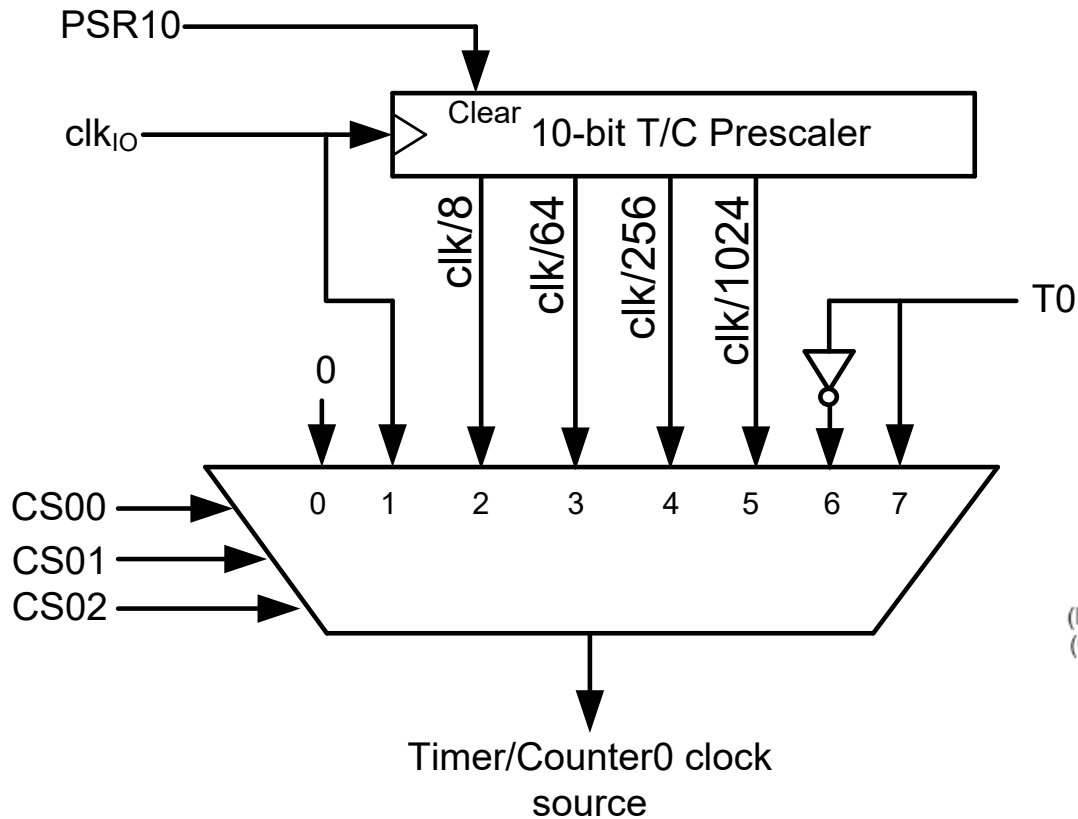 PSR10
Clear
clk_IO
10-bit T/C Prescaler
clk/8
clk/64
clk/256
clk/1024
T0
0
0 1 2 3 4 5 6 7
CS00
CS01
CS02
Timer/Counter0 clock
source